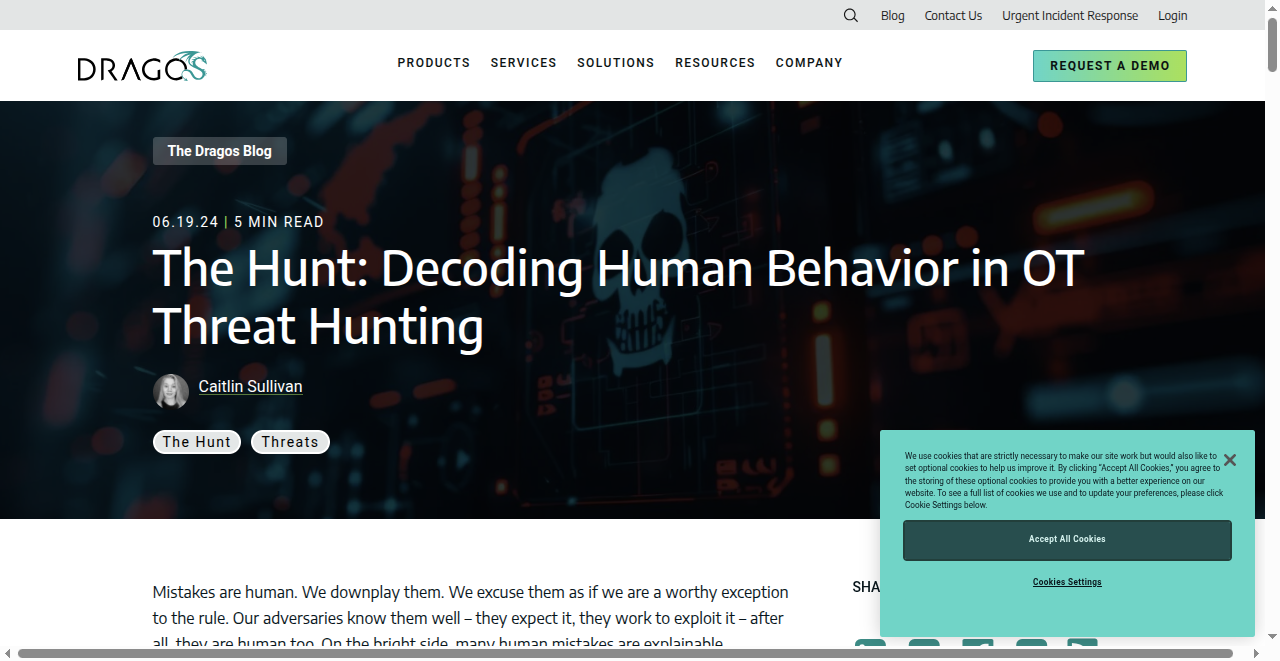 Blog Contact Us Urgent Incident Response Login
DRAGOS PRODUCTS SERVICES SOLUTIONS RESOURCES COMPANY REQUEST A DEMO
The Dragos Blog
06.19.24 | 5 MIN READ
The Hunt: Decoding Human Behavior in OT
Threat Hunting
Caitlin Sullivan
The Hunt Threats
We use cookies that are strictly necessary to make our site work but would also like to
set optional cookies to help us improve it. By clicking "Accept All Cookies," you agree to
the storing of these optional cookies to provide you with a better experience on our
website. To see a full list of cookies we use and to update your preferences, please click
Cookie Settings below.
Accept All Cookies
Cookies Settings
Mistakes are human. We downplay them. We excuse them as if we are a worthy exception
to the rule. Our adversaries know them well – they expect it, they work to exploit it – after
all, they are human too. On the bright side, many human mistakes are explainable,
SHA